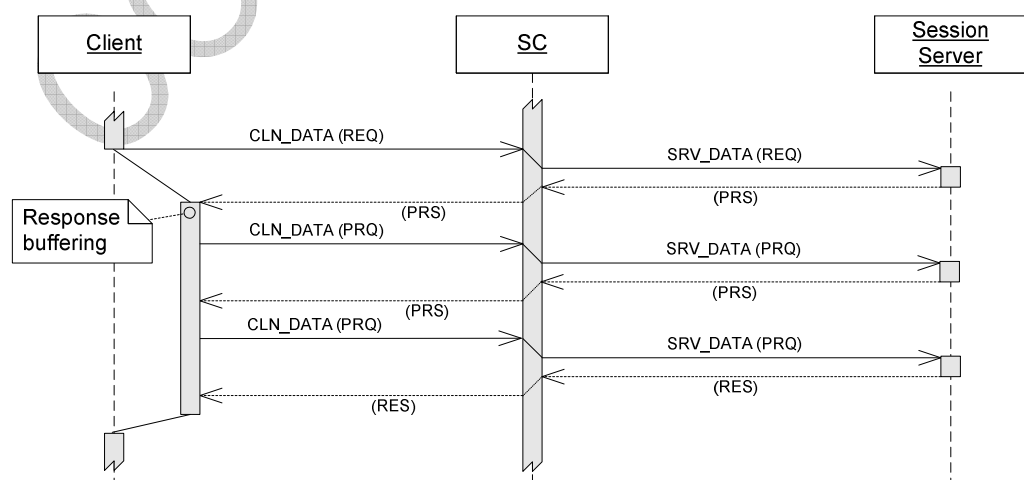 Client
SC
Session
Server
CLN_DATA (REQ)
SRV_DATA (REQ)
(PRS)
(PRS)
Response
buffering
CLN_DATA (PRQ)
SRV_DATA (PRQ)
(PRS)
(PRS)
CLN_DATA (PRQ)
SRV_DATA (PRQ)
(RES)
(RES)